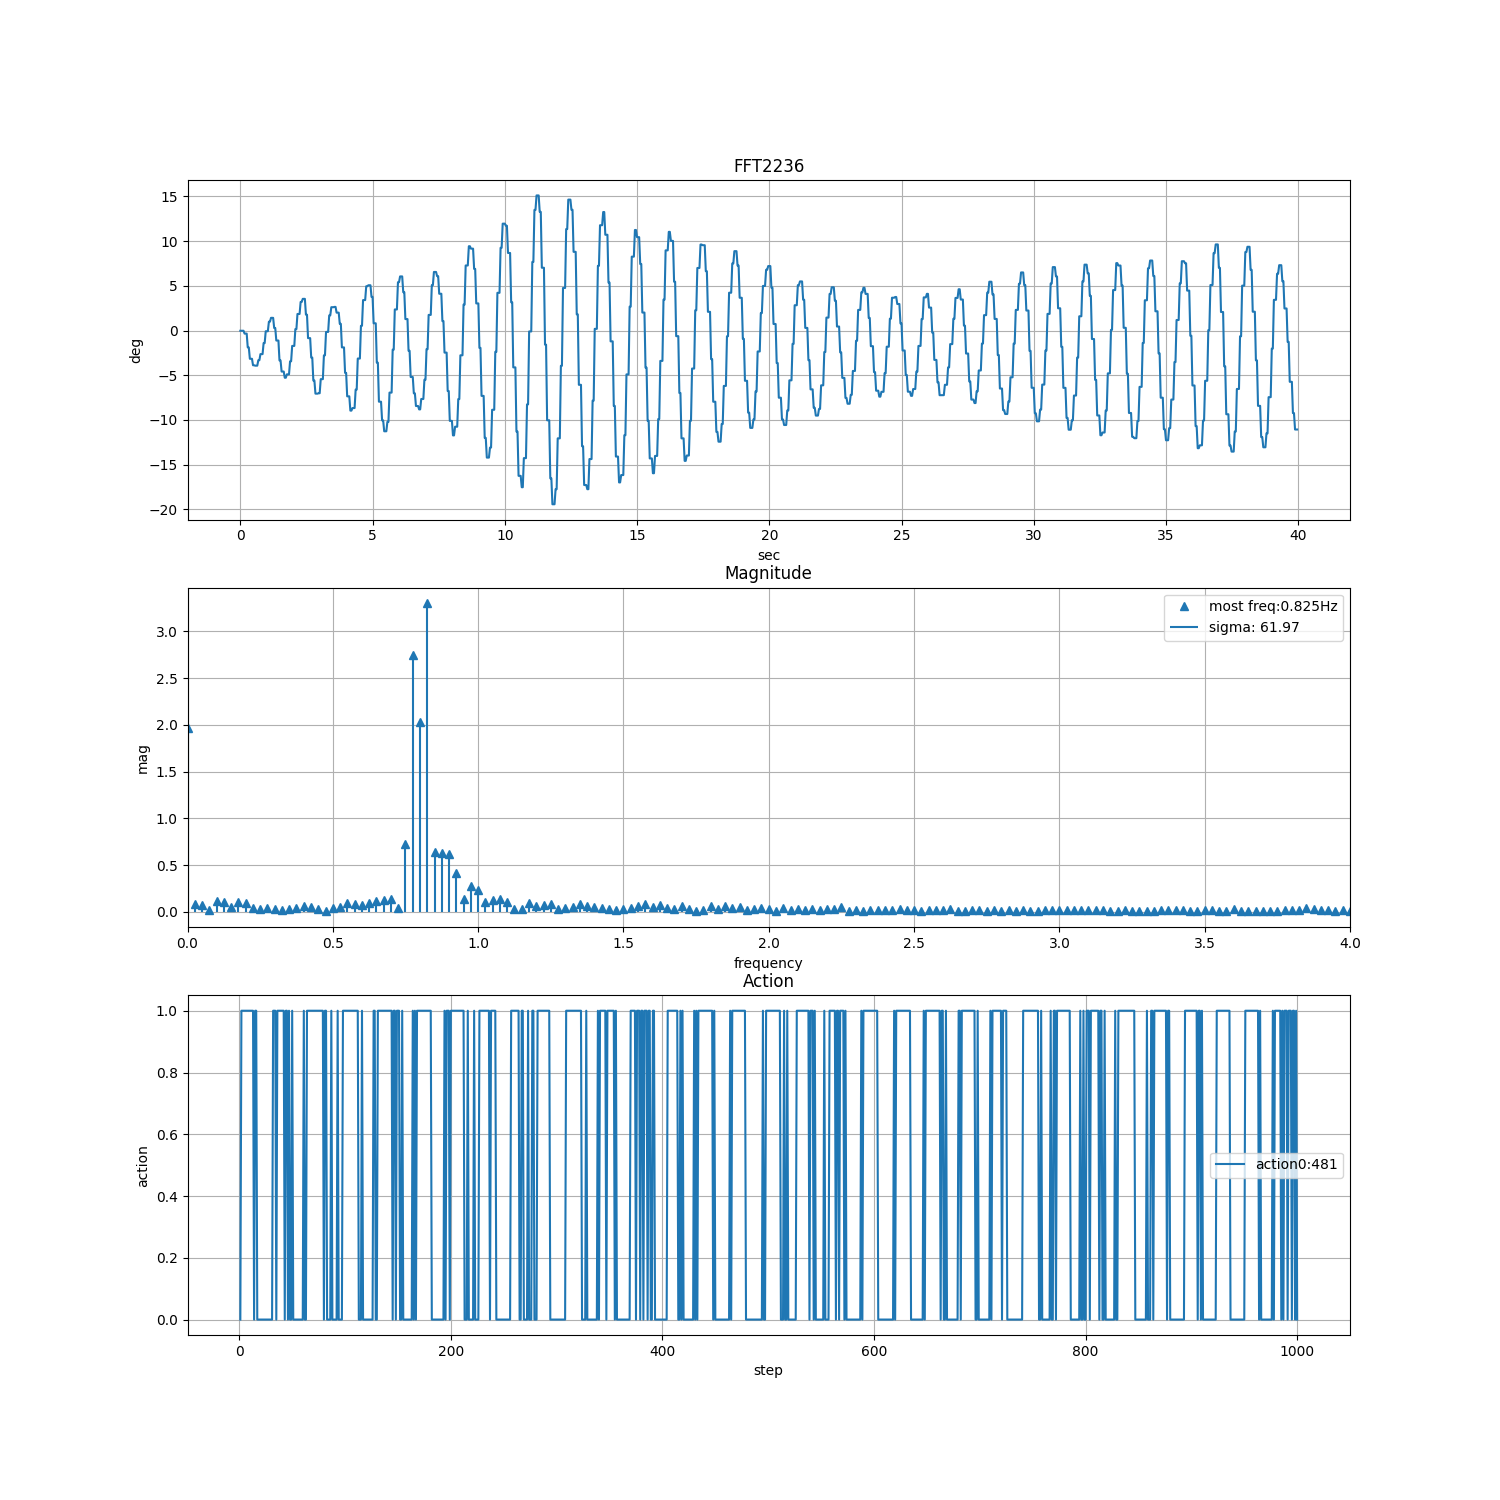 FFT2236
15
10
5
0
−5
−10
−15
−20
deg
0 5 10 15 20 25 30 35 40
sec
Magnitude
most freq:0.825Hz
sigma: 61.97
3.0
2.5
2.0
1.5
1.0
0.5
0.0
mag
0.0 0.5 1.0 1.5 2.0 2.5 3.0 3.5 4.0
frequency
Action
1.0
0.8
0.6
0.4
0.2
0.0
action
action0:481
0 200 400 600 800 1000
step